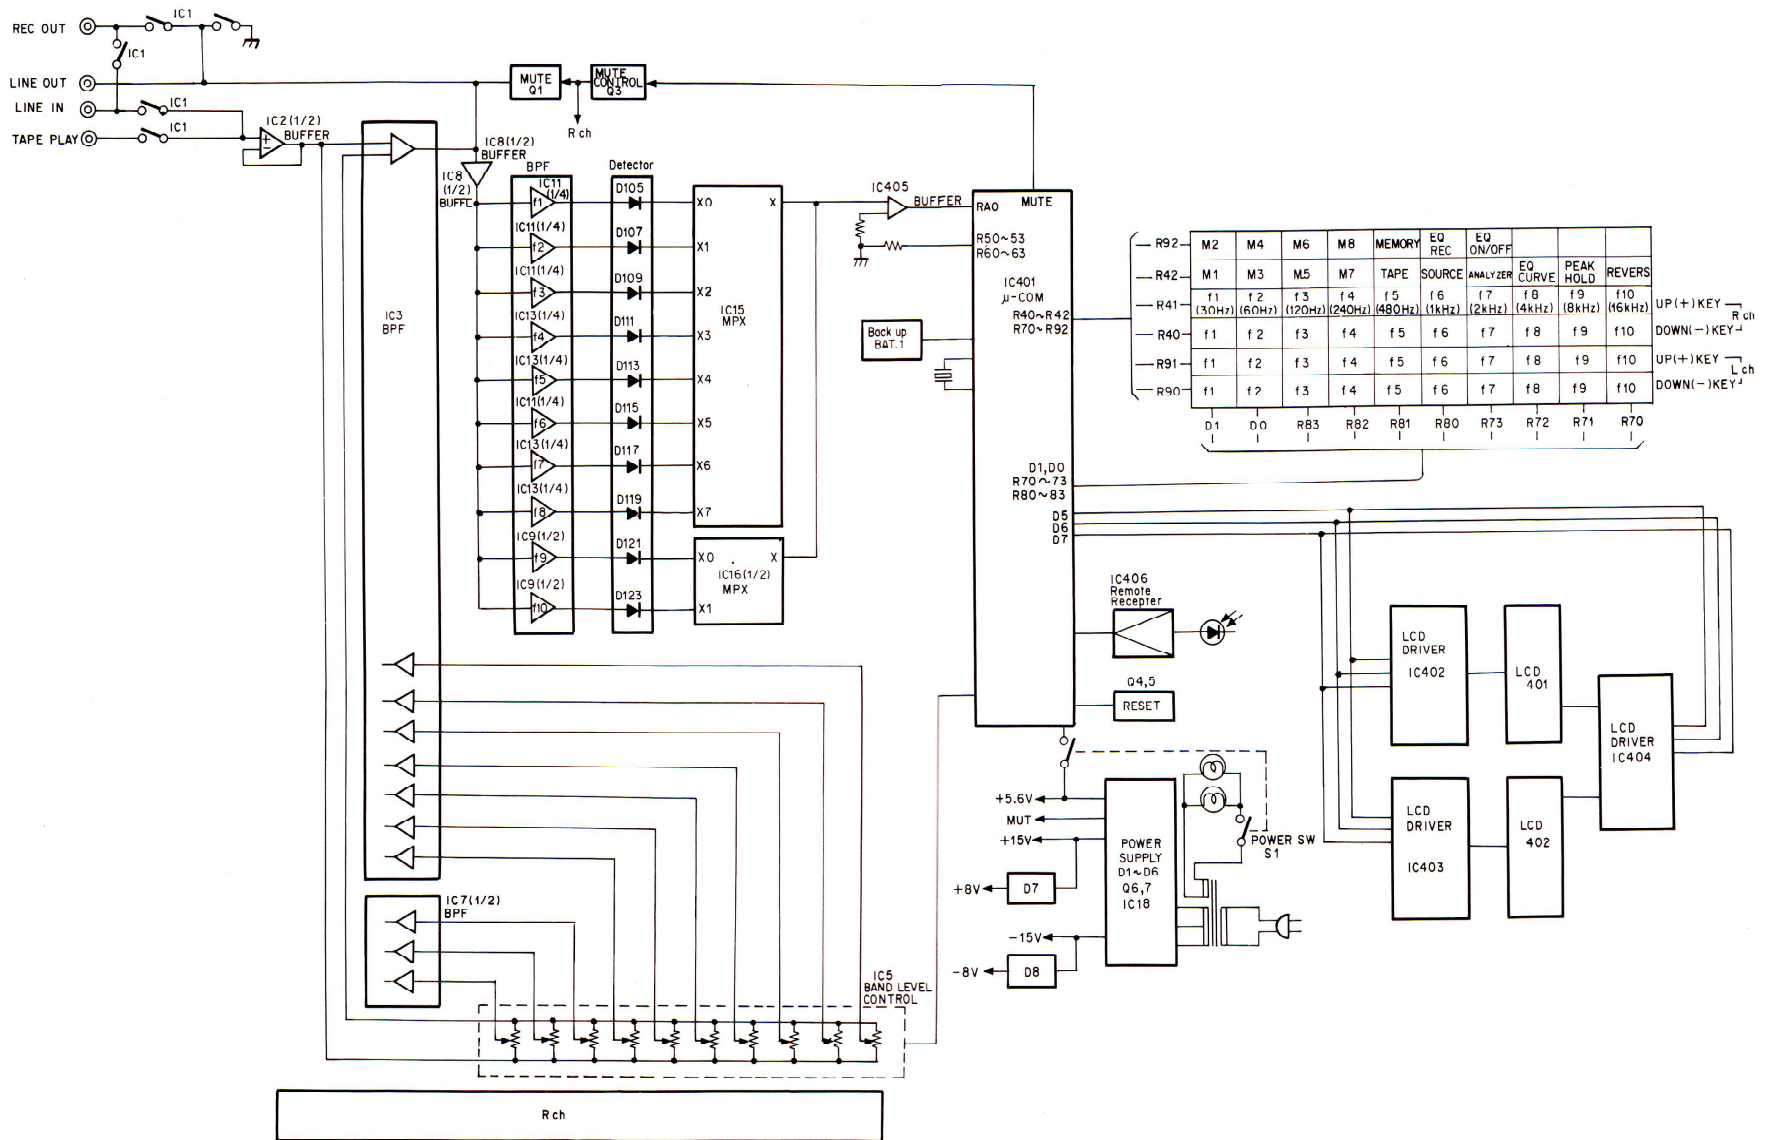 REC OUT
IC1
IC1
LINE OUT
LINE IN
IC1
TAPE PLAY
IC1
IC2(1/2)
BUFFER
MUTE
Q1
MUTE
CONTROL
Q3
R ch
IC8(1/2)
BUFFER
IC8
(1/2)
BUFFE
IC3
BPF
BPF
IC11
(1/4)
f1
IC11(1/4)
f2
IC11(1/4)
f3
IC13(1/4)
f4
IC13(1/4)
f5
IC11(1/4)
f6
IC13(1/4)
f7
IC13(1/4)
f8
IC9(1/2)
f9
IC9(1/2)
f10
Detector
D105
D107
D109
D111
D113
D115
D117
D119
D121
D123
X0 X
X1
X2
IC15
MPX
X3
X4
X5
X6
X7
X0 X
IC16(1/2)
MPX
X1
IC405
BUFFER
RA0 MUTE
R50~53
R60~63
IC401
μ-COM
R40~R42
R70~R92
Back up
BAT.1
D1,D0
R70~73
R80~83
D5
D6
D7
R92 M2 M4 M6 M8 MEMORY EQ REC EQ ON/OFF
R42 M1 M3 M5 M7 TAPE SOURCE ANALYZER EQ CURVE PEAK HOLD REVERS
R41 f1 (30Hz) f2 (60Hz) f3 (120Hz) f4 (240Hz) f5 (480Hz) f6 (1kHz) f7 (2kHz) f8 (4kHz) f9 (8kHz) f10 (16kHz) UP(+)KEY
R ch
R40 f1 f2 f3 f4 f5 f6 f7 f8 f9 f10 DOWN(-)KEY
R91 f1 f2 f3 f4 f5 f6 f7 f8 f9 f10 UP(+)KEY
L ch
R90 f1 f2 f3 f4 f5 f6 f7 f8 f9 f10 DOWN(-)KEY
D1 D0 R83 R82 R81 R80 R73 R72 R71 R70
IC406
Remote
Recepter
Q4,5
RESET
LCD
DRIVER
IC402
LCD
401
LCD
DRIVER
IC404
LCD
DRIVER
IC403
LCD
402
+5.6V
MUT
+15V
+8V
D7
-15V
-8V
D8
POWER
SUPPLY
D1~D6
Q6,7
IC18
POWER SW
S1
IC7(1/2)
BPF
IC5
BAND LEVEL
CONTROL
R ch